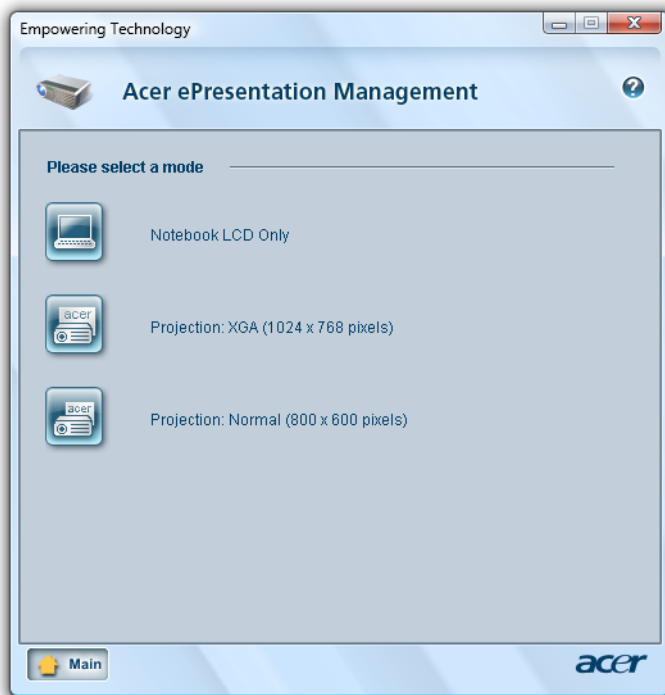 Empowering Technology
Acer ePresentation Management
?
Please select a mode
Notebook LCD Only
acer
Projection: XGA (1024 x 768 pixels)
acer
Projection: Normal (800 x 600 pixels)
Main
acer